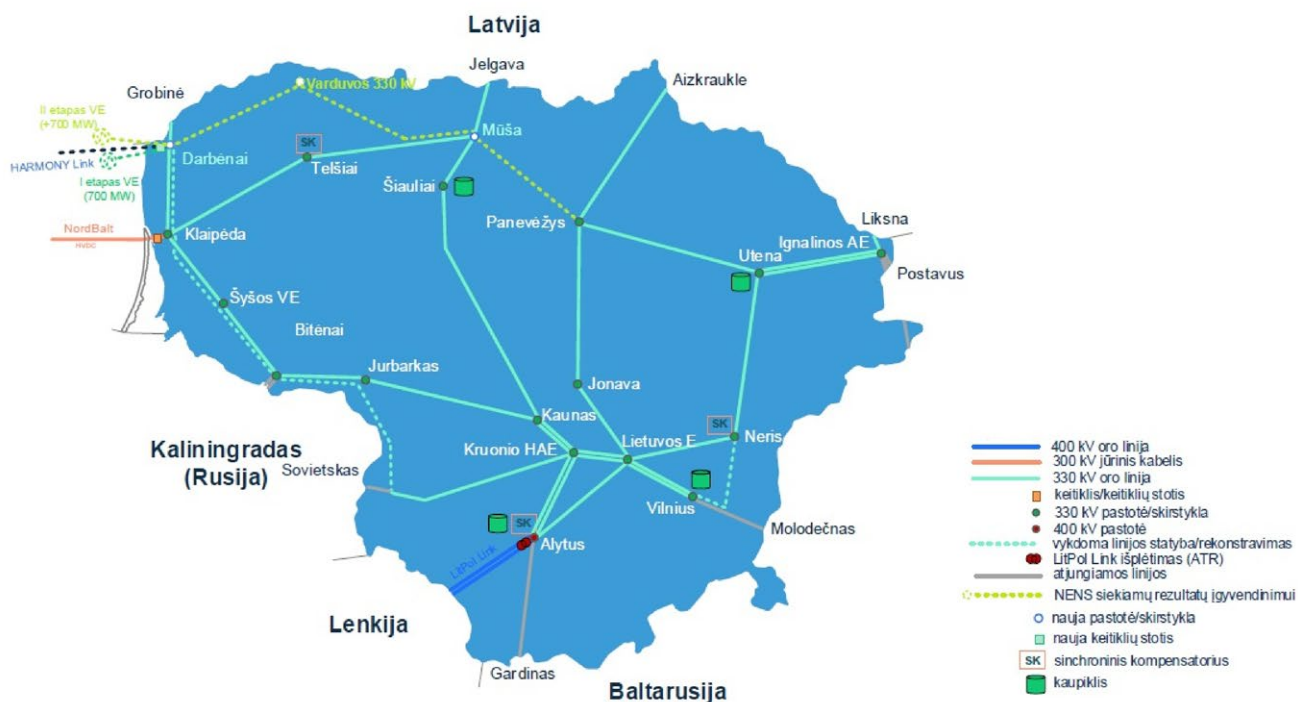 Latvija
Jelgava
Aizkraukle
Varduvos 330 kV
Grobinė
II etapas VE
(+700 MW)
HARMONY Link
I etapas VE
(700 MW)
Darbėnai
SK
Telšiai
Mūša
Šiauliai
Panevėžys
Liksna
Ignalinos AE
Utena
Postavus
NordBalt
HVDC
Klaipėda
Šyšos VE
Bitėnai
Jurbarkas
Jonava
Kaunas
Kruonio HAE
Lietuvos E
SK
Neris
Kaliningradas
(Rusija)
Sovietskas
Vilnius
Molodečnas
SK
Alytus
LitPol Link
Lenkija
Gardinas
Baltarusija
400 kV oro linija
300 kV jūrinis kabelis
330 kV oro linija
keitiklis/keitiklių stotis
330 kV pastotė/skirstykla
400 kV pastotė
vykdoma linijos statyba/rekonstravimas
LitPol Link išplėtimas (ATR)
atjungiamos linijos
NENS siekiamų rezultatų įgyvendinimui
nauja pastotė/skirstykla
nauja keitiklių stotis
SK sinchroninis kompensatorius
kaupiklis